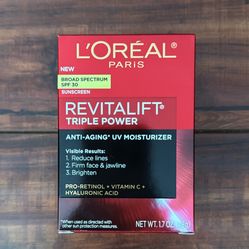 L'ORÉAL
PARIS
NEW
BROAD SPECTRUM
SPF 30
SUNSCREEN
REVITALIFT®
TRIPLE POWER
ANTI-AGING* UV MOISTURIZER
Visible Results:
1. Reduce lines
2. Firm face & jawline
3. Brighten
PRO-RETINOL + VITAMIN C +
HYALURONIC ACID
*When used as directed with
other sun protection measures.
NET WT. 1.7 OZ